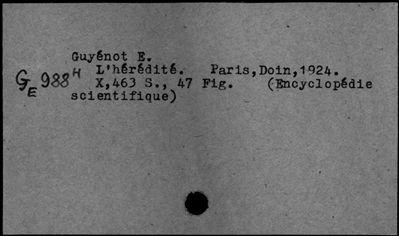 Guyénot E.
L'hérédité. Paris,Doin,1924.
GE 988 H X,463 S., 47 Fig. (Encyclopédie
scientifique)